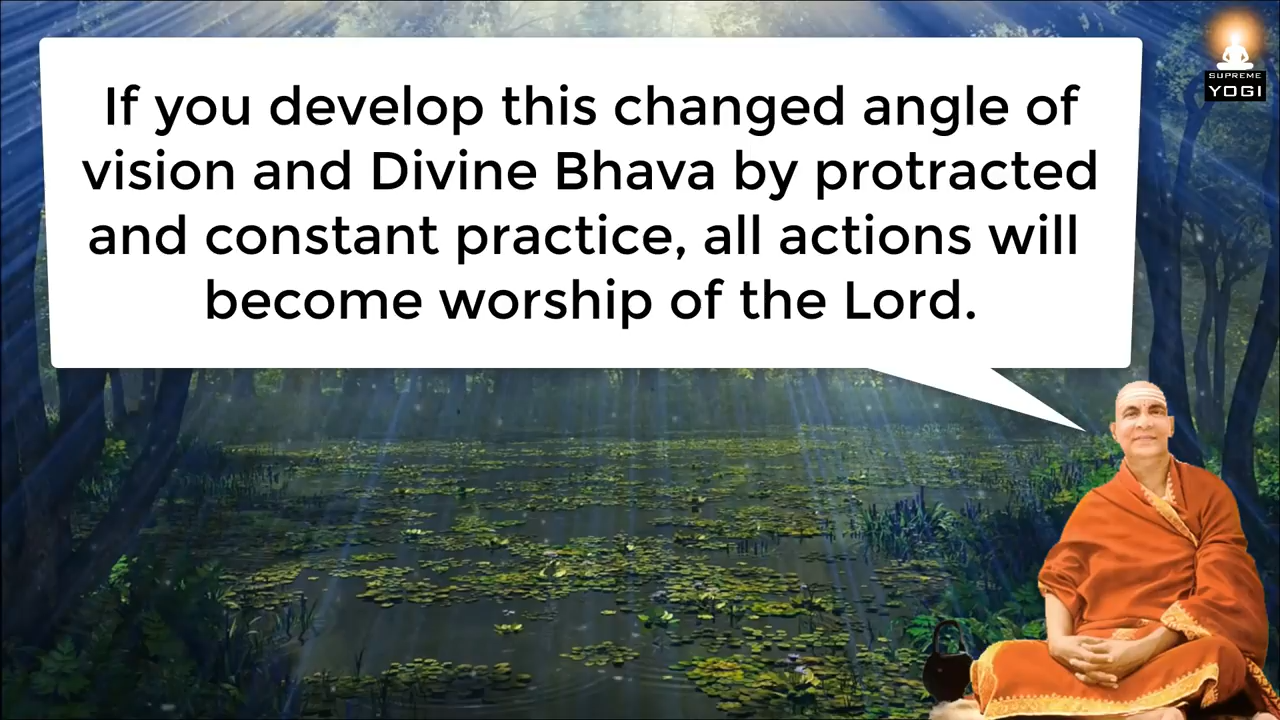 If you develop this changed angle of
vision and Divine Bhava by protracted
and constant practice, all actions will
become worship of the Lord.
SUPREME
YOGI